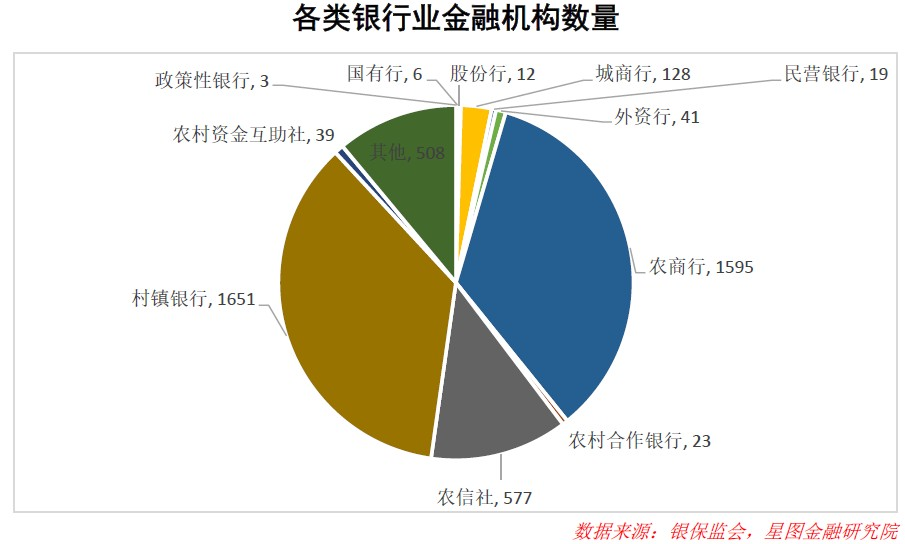 各类银行业金融机构数量
政策性银行, 3
国有行, 6
股份行, 12
城商行, 128
民营银行, 19
外资行, 41
农村资金互助社, 39
其他, 508
农商行, 1595
村镇银行, 1651
农村合作银行, 23
农信社, 577
数据来源：银保监会，星图金融研究院